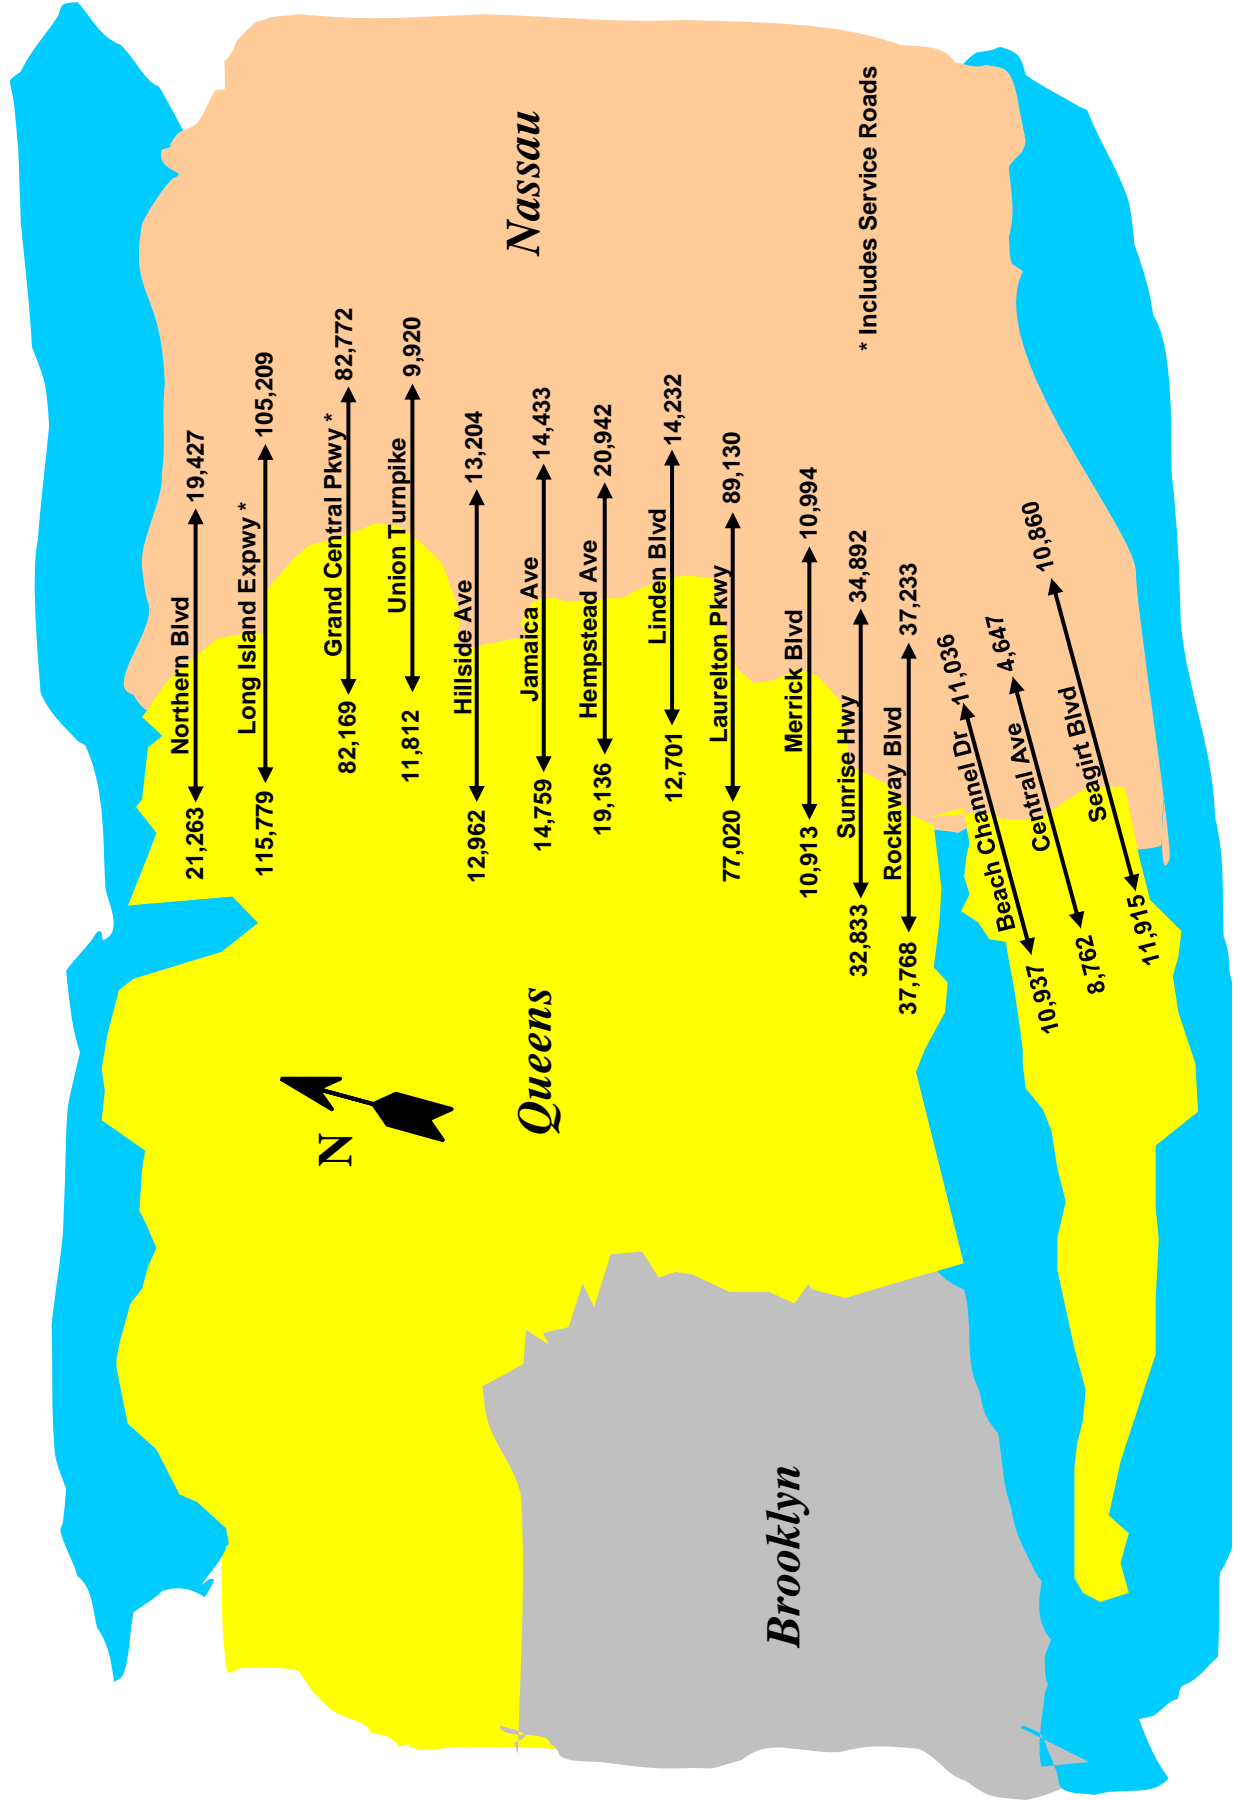 Nassau
Queens
Brooklyn
N
21,263 Northern Blvd 19,427
115,779 Long Island Expwy * 105,209
82,169 Grand Central Pkwy * 82,772
11,812 Union Turnpike 9,920
12,962 Hillside Ave 13,204
14,759 Jamaica Ave 14,433
19,136 Hempstead Ave 20,942
12,701 Linden Blvd 14,232
77,020 Laurelton Pkwy 89,130
10,913 Merrick Blvd 10,994
32,833 Sunrise Hwy 34,892
37,768 Rockaway Blvd 37,233
10,937 Beach Channel Dr 11,036
8,762 Central Ave 4,647
11,915 Seagirt Blvd 10,860
* Includes Service Roads